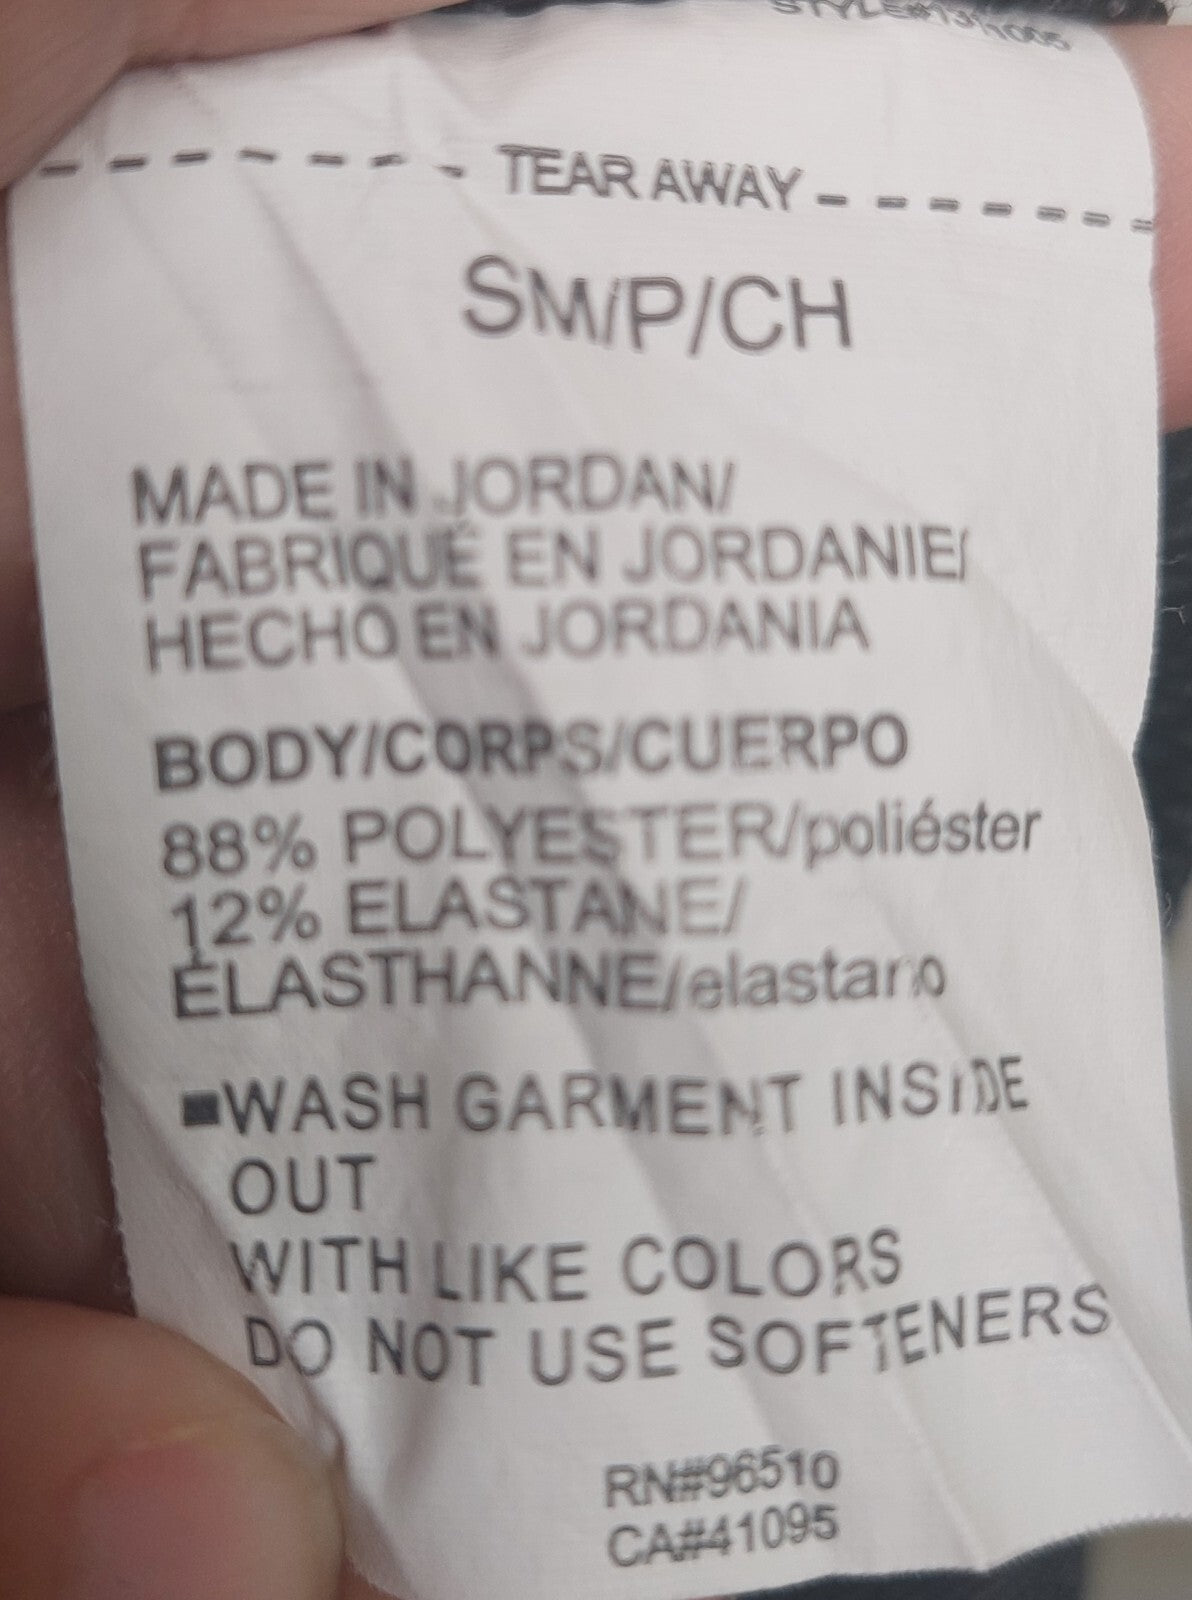 STYLE#1311005
TEAR AWAY
SM/P/CH
MADE IN JORDAN/
FABRIQUÉ EN JORDANIE/
HECHO EN JORDANIA
BODY/CORPS/CUERPO
88% POLYESTER/poliéster
12% ELASTANE/
ÉLASTHANNE/elastano
■WASH GARMENT INSIDE
OUT
WITH LIKE COLORS
DO NOT USE SOFTENERS
RN#96510
CA#41095